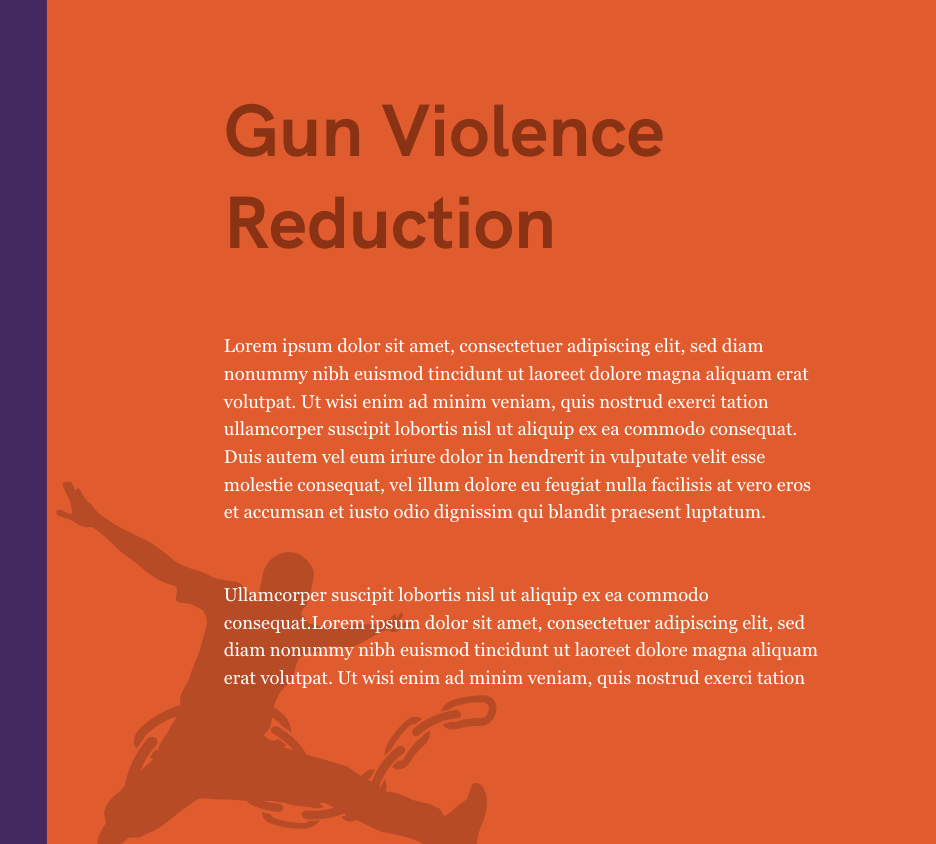 Gun Violence
Reduction
Lorem ipsum dolor sit amet, consectetuer adipiscing elit, sed diam
nonummy nibh euismod tincidunt ut laoreet dolore magna aliquam erat
volutpat. Ut wisi enim ad minim veniam, quis nostrud exerci tation
ullamcorper suscipit lobortis nisl ut aliquip ex ea commodo consequat.
Duis autem vel eum iriure dolor in hendrerit in vulputate velit esse
molestie consequat, vel illum dolore eu feugiat nulla facilisis at vero eros
et accumsan et iusto odio dignissim qui blandit praesent luptatum.
Ullamcorper suscipit lobortis nisl ut aliquip ex ea commodo
consequat.Lorem ipsum dolor sit amet, consectetuer adipiscing elit, sed
diam nonummy nibh euismod tincidunt ut laoreet dolore magna aliquam
erat volutpat. Ut wisi enim ad minim veniam, quis nostrud exerci tation